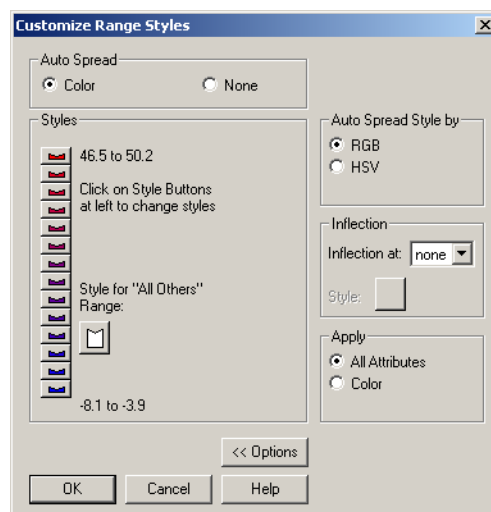 Customize Range Styles
Auto Spread
Color None
Styles
46.5 to 50.2
Click on Style Buttons
at left to change styles
Style for "All Others"
Range:
-8.1 to -3.9
Auto Spread Style by
RGB
HSV
Inflection
Inflection at: none
Style:
Apply
All Attributes
Color
<< Options
OK Cancel Help